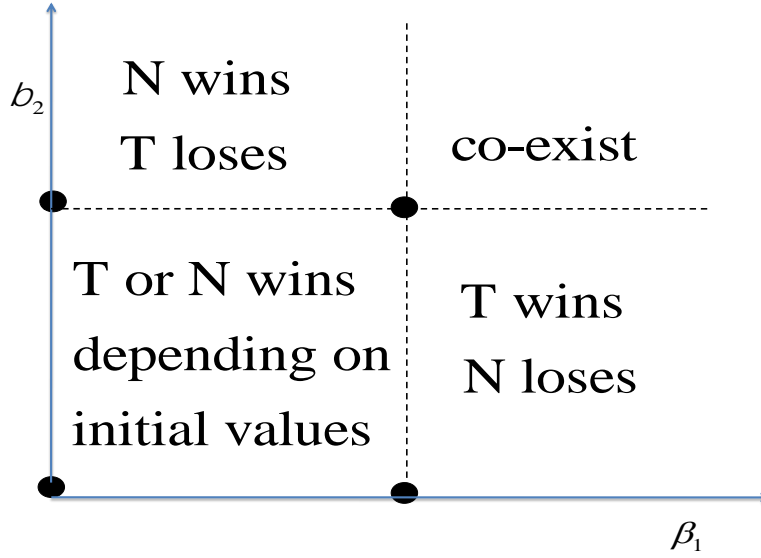 N wins
T loses
b₂
co-exist
T or N wins
depending on
initial values
T wins
N loses
β₁